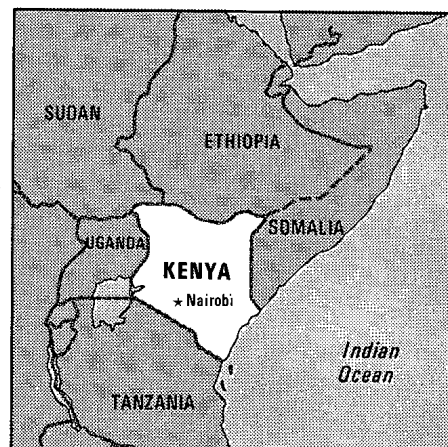 SUDAN
ETHIOPIA
SOMALIA
UGANDA
KENYA
★ Nairobi
Indian
Ocean
TANZANIA